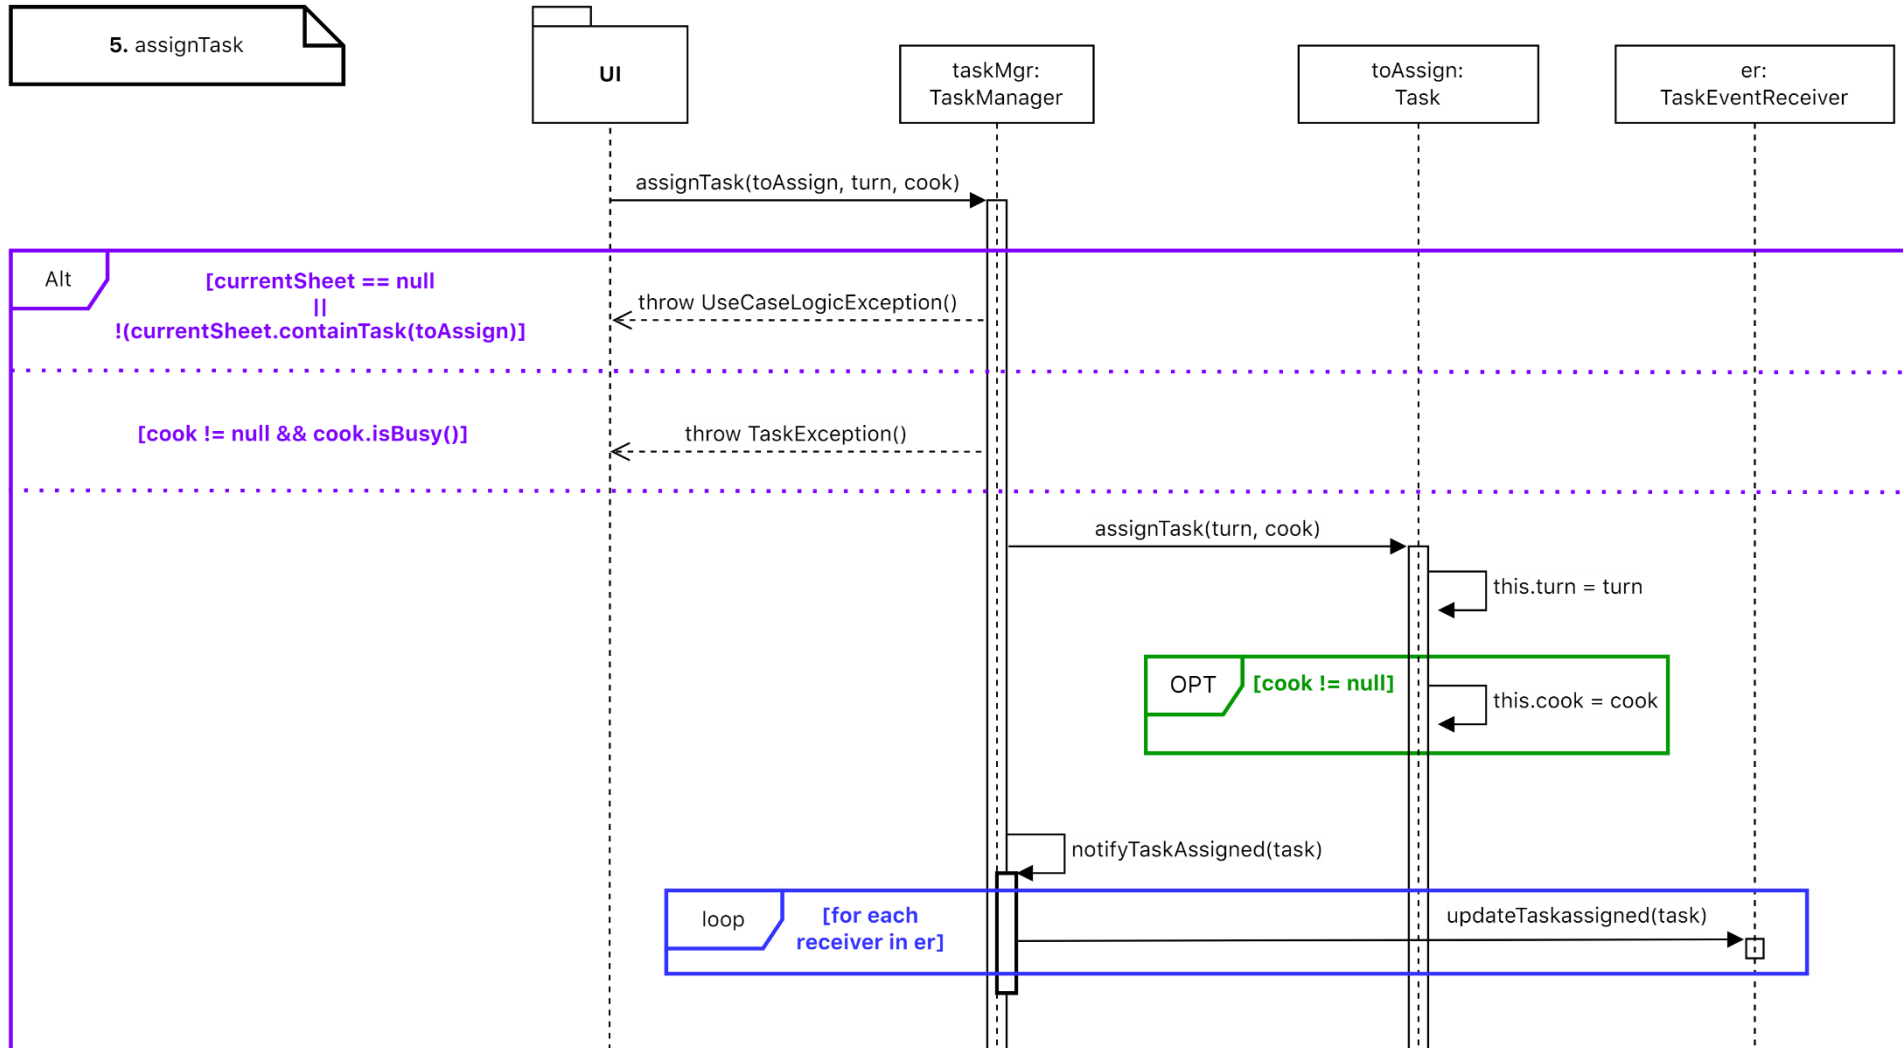 5. assignTask
UI
taskMgr:
TaskManager
toAssign:
Task
er:
TaskEventReceiver
assignTask(toAssign, turn, cook)
Alt
[currentSheet == null
||
!(currentSheet.containTask(toAssign)]
throw UseCaseLogicException()
[cook != null && cook.isBusy()]
throw TaskException()
assignTask(turn, cook)
this.turn = turn
OPT
[cook != null]
this.cook = cook
notifyTaskAssigned(task)
loop
[for each
receiver in er]
updateTaskassigned(task)